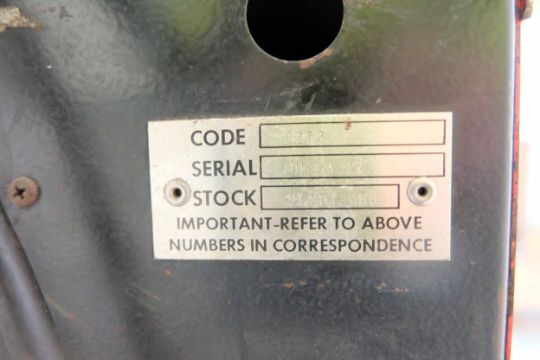 CODE
SERIAL
STOCK
IMPORTANT-REFER TO ABOVE
NUMBERS IN CORRESPONDENCE